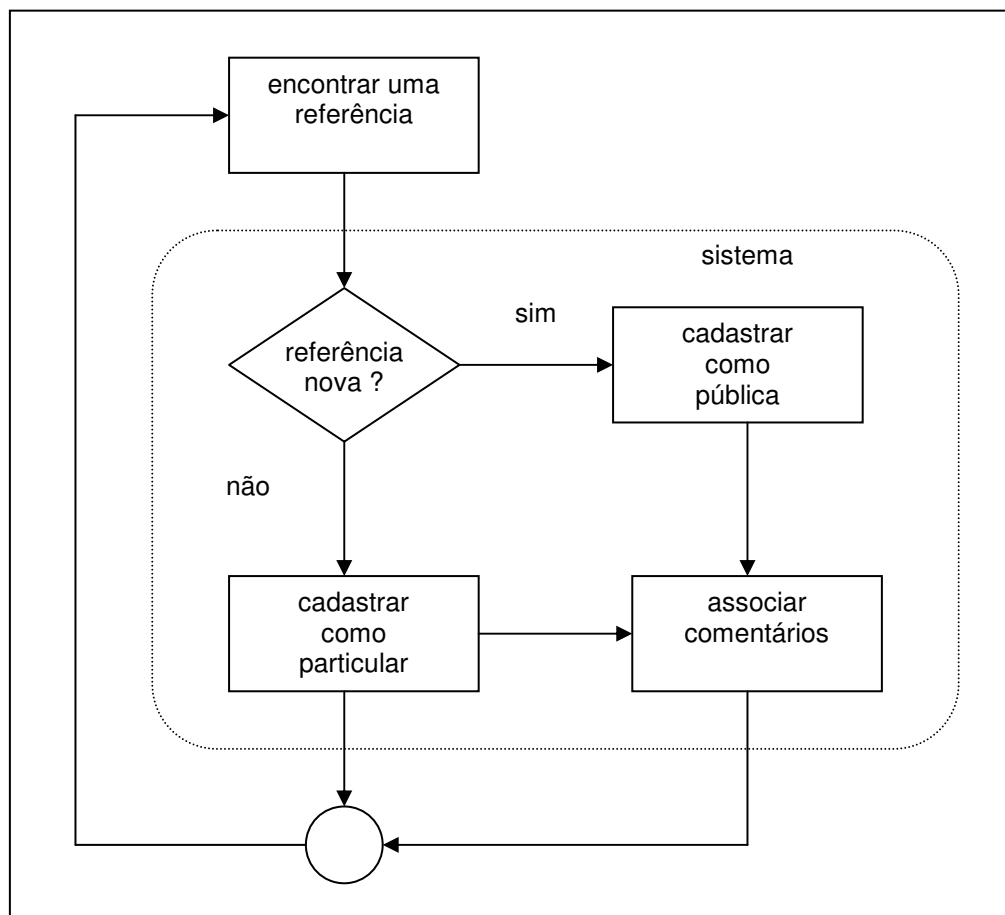 encontrar uma
referência
sistema
sim
referência
nova ?
cadastrar
como
pública
não
cadastrar
como
particular
associar
comentários